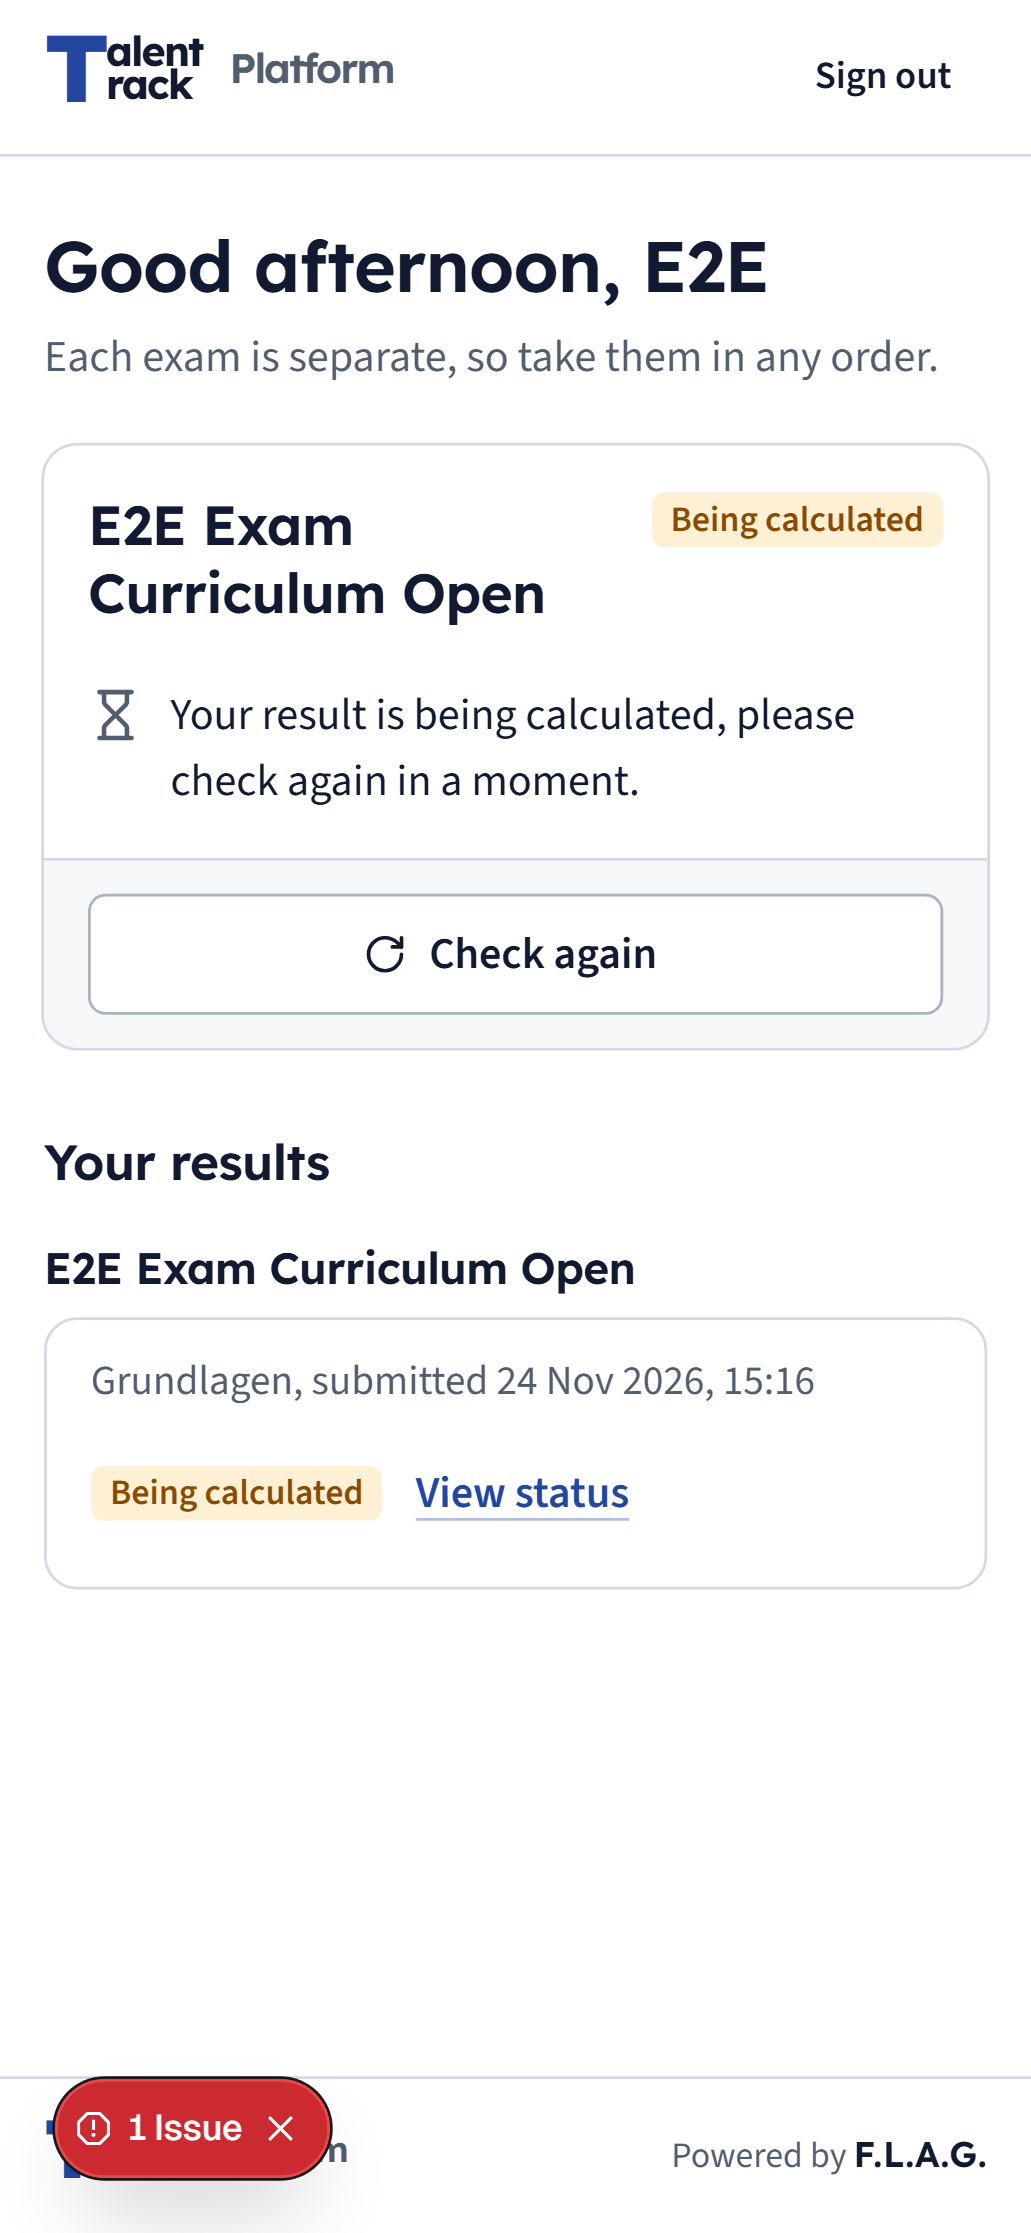 Talent
Track Platform
Sign out
Good afternoon, E2E
Each exam is separate, so take them in any order.
E2E Exam
Curriculum Open
Being calculated
Your result is being calculated, please
check again in a moment.
Check again
Your results
E2E Exam Curriculum Open
Grundlagen, submitted 24 Nov 2026, 15:16
Being calculated View status
1 Issue
Powered by F.L.A.G.